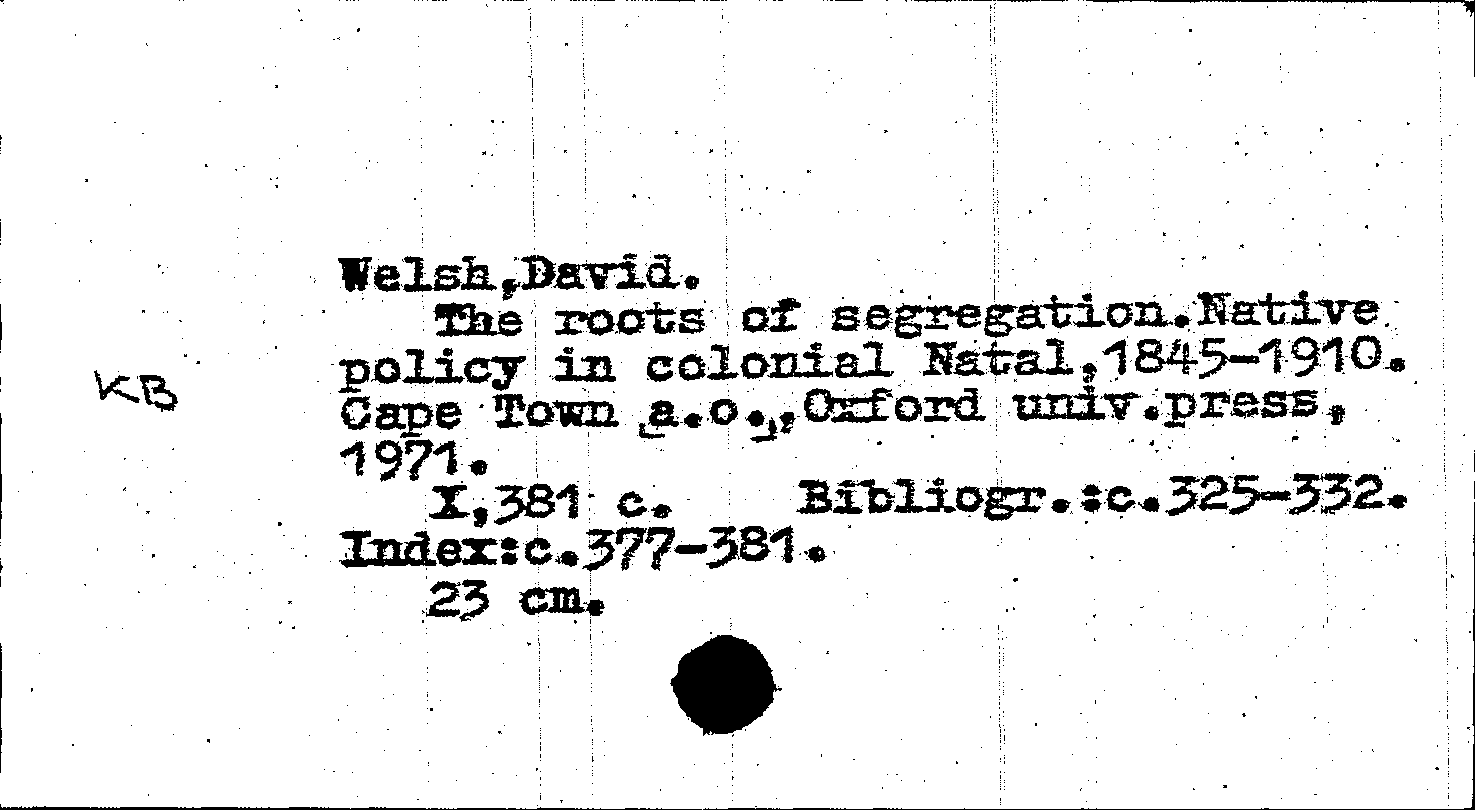 Welsh,David.
The roots of segregation.Native
policy in colonial Natal,1845-1910.
KB
Cape Town [a.o.],Oxford univ.press,
1971.
X,381 c. Bibliogr.:c.325-332.
Index:c.377-381.
23 cm.